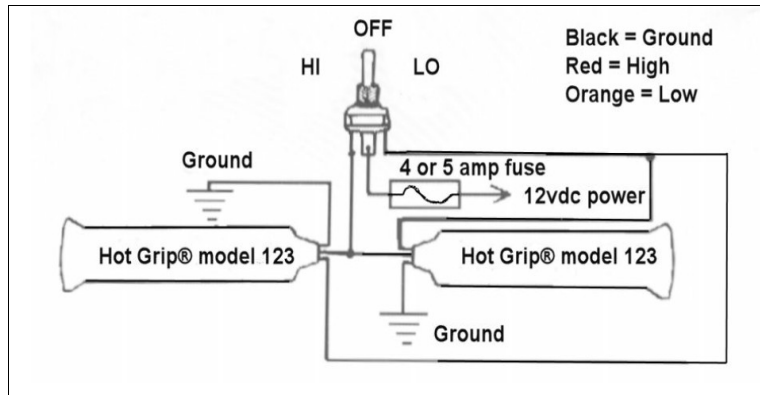 OFF
HI
LO
Black = Ground
Red = High
Orange = Low
Ground
4 or 5 amp fuse
12vdc power
Hot Grip® model 123
Hot Grip® model 123
Ground